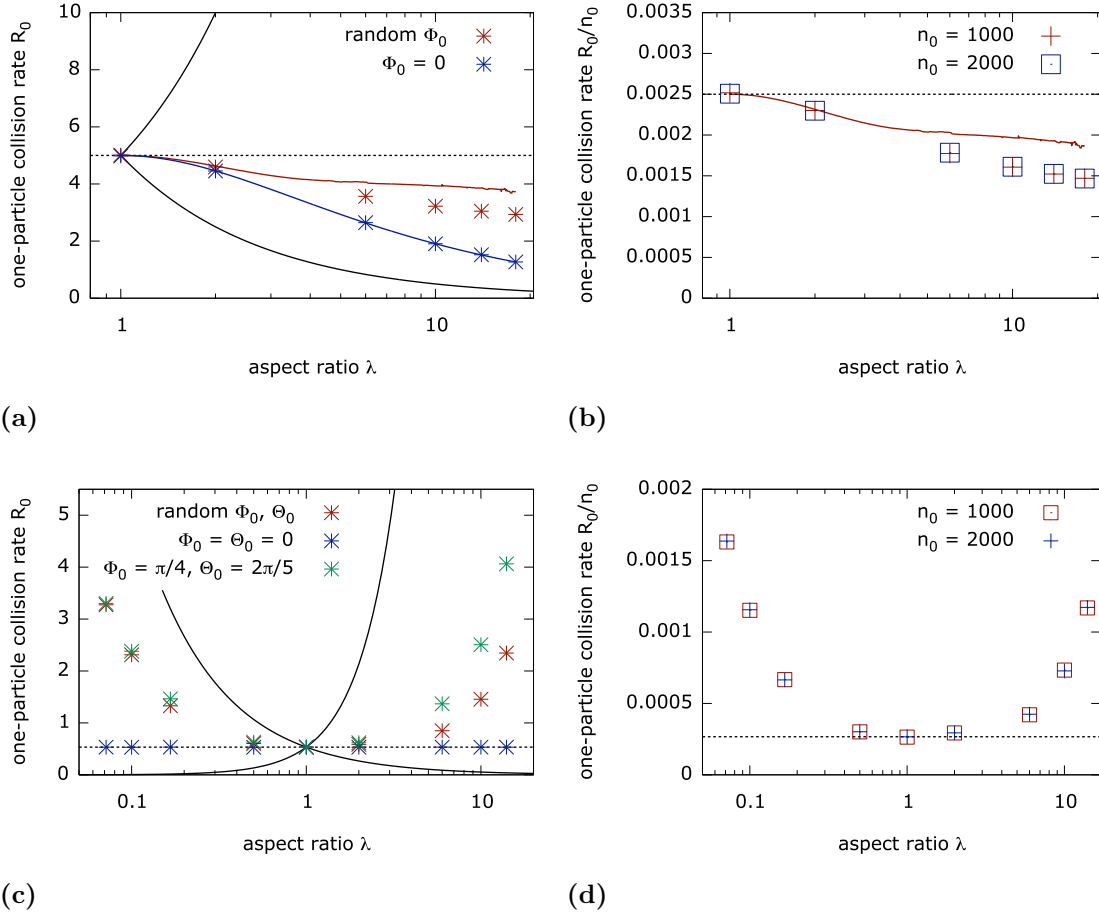 one-particle collision rate R₀
10
8
6
4
2
0
random Φ₀
Φ₀ = 0
1
10
aspect ratio λ
(a)
one-particle collision rate R₀/n₀
0.0035
0.003
0.0025
0.002
0.0015
0.001
0.0005
0
n₀ = 1000
n₀ = 2000
1
10
aspect ratio λ
(b)
one-particle collision rate R₀
5
4
3
2
1
0
random Φ₀, Θ₀
Φ₀ = Θ₀ = 0
Φ₀ = π/4, Θ₀ = 2π/5
0.1
1
10
aspect ratio λ
(c)
one-particle collision rate R₀/n₀
0.002
0.0015
0.001
0.0005
0
n₀ = 1000
n₀ = 2000
0.1
1
10
aspect ratio λ
(d)